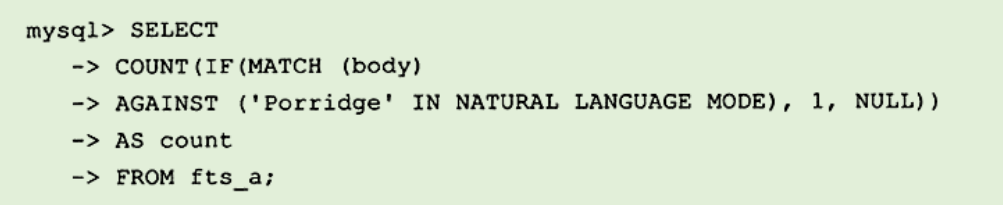 mysql> SELECT
-> COUNT(IF(MATCH (body)
-> AGAINST ('Porridge' IN NATURAL LANGUAGE MODE), 1, NULL))
-> AS count
-> FROM fts_a;